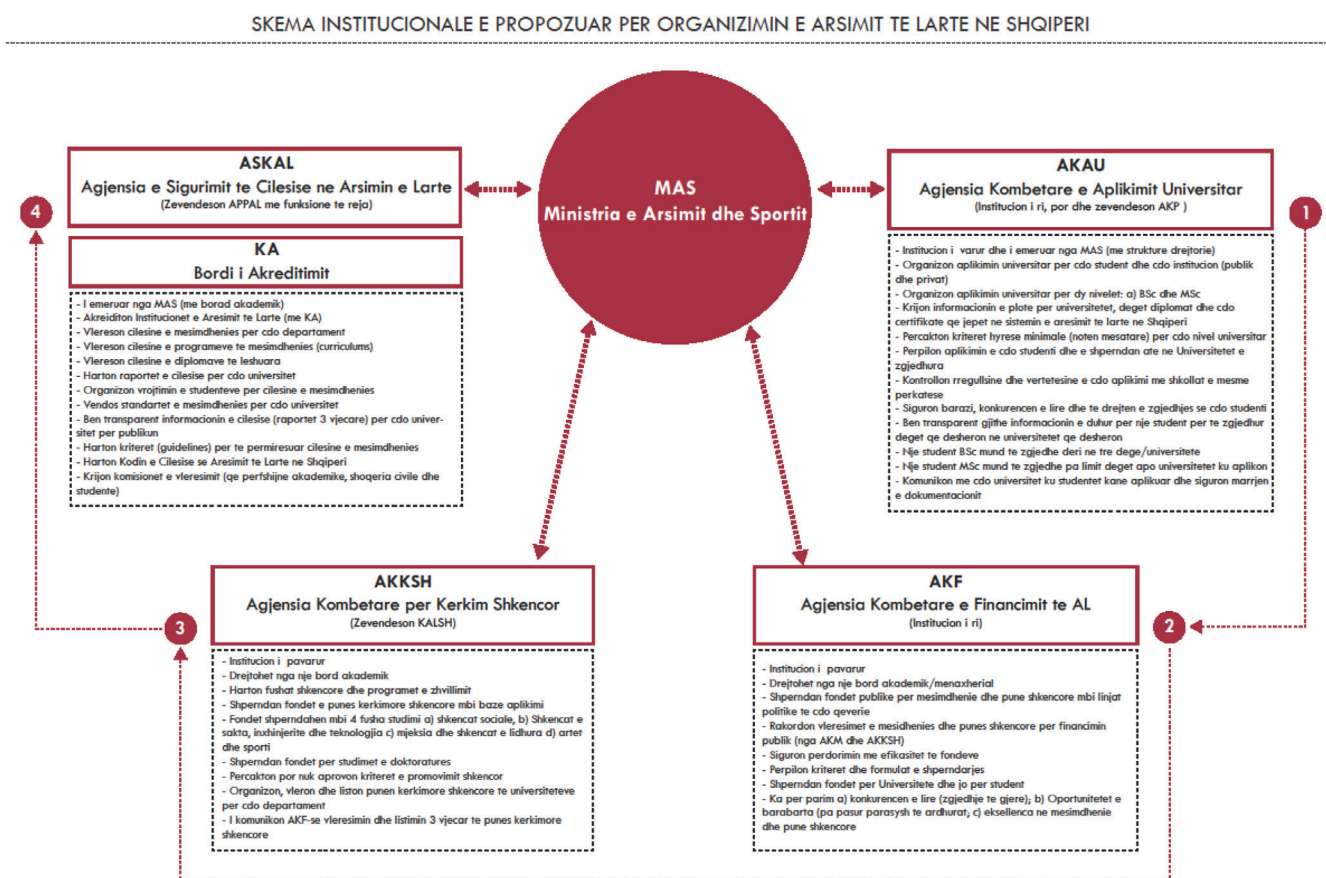 SKEMA INSTITUCIONALE E PROPOZUAR PER ORGANIZIMIN E ARSIMIT TE LARTE NE SHQIPERI
ASKAL
Agjensia e Sigurimit te Cilesise ne Arsimin e Larte
(Zevendeson APPAL me funksione te reja)
4
KA
Bordi i Akreditimit
- I emeruar nga MAS (me borad akademik)
- Akreiditon Institucionet e Aresimit te Larte (me KA)
- Vlereson cilesine e mesimdhenies per cdo departament
- Vlereson cilesine e programeve te mesimdhenies (curriculums)
- Vlereson cilesine e diplomave te leshuara
- Harton raportet e cilesise per cdo universitet
- Organizon vrojtimin e studenteve per cilesine e mesimdhenies
- Vendos standartet e mesimdhenies per cdo universitet
- Ben transparent informacionin e cilesise (raportet 3 vjecare) per cdo univer-
sitet per publikun
- Harton kriteret (guidelines) per te permiresuar cilesine e mesimdhenies
- Harton Kodin e Cilesise se Aresimit te Larte ne Shqiperi
- Krijon komisionet e vleresimit (qe perfshijne akademike, shoqeria civile dhe
studente)
MAS
Ministria e Arsimit dhe Sportit
AKAU
Agjensia Kombetare e Aplikimit Universitar
(Institucion i ri, por dhe zevendeson AKP )
1
- Institucion i varur dhe i emeruar nga MAS (me strukture drejtorie)
- Organizon aplikimin universitar per cdo student dhe cdo institucion (publik
dhe privat)
- Organizon aplikimin universitar per dy nivelet: a) BSc dhe MSc
- Krijon informacionin e plote per universitetet, deget diplomat dhe cdo
certifikate qe jepet ne sistemin e aresimit te larte ne Shqiperi
- Percakton kriteret hyrese minimale (noten mesatare) per cdo nivel universitar
- Perpilon aplikimin e cdo studenti dhe e shperndan ate ne Universitetet e
zgjedhura
- Kontrollon rregullsine dhe vertetesine e cdo aplikimi me shkollat e mesme
perkatese
- Siguron barazi, konkurencen e lire dhe te drejten e zgjedhjes se cdo studenti
- Ben transparent gjithe informacionin e duhur per nje student per te zgjedhur
deget qe desheron ne universitetet qe desheron
- Nje student BSc mund te zgjedhe deri ne tre dege/universitete
- Nje student MSc mund te zgjedhe pa limit deget apo universitetet ku aplikon
- Komunikon me cdo universitet ku studentet kane aplikuar dhe siguron marrjen
e dokumentacionit
AKKSH
Agjensia Kombetare per Kerkim Shkencor
(Zevendeson KALSH)
3
- Institucion i pavarur
- Drejtohet nga nje bord akademik
- Harton fushat shkencore dhe programet e zhvillimit
- Shperndan fondet e punes kerkimore shkencore mbi baze aplikimi
- Fondet shperndahen mbi 4 fusha studimi a) shkencat sociale, b) Shkencat e
sakta, inxhinjerite dhe teknologjia c) mjeksia dhe shkencat e lidhura d) artet
dhe sporti
- Shperndan fondet per studimet e doktoratures
- Percakton por nuk aprovon kriteret e promovimit shkencor
- Organizon, vleron dhe liston punen kerkimore shkencore te universiteteve
per cdo departament
- I komunikon AKF-se vleresimin dhe listimin 3 vjecar te punes kerkimore
shkencore
AKF
Agjensia Kombetare e Financimit te AL
(Institucion i ri)
2
- Institucion i pavarur
- Drejtohet nga nje bord akademik/menaxherial
- Shperndan fondet publike per mesimdhenie dhe pune shkencore mbi linjat
politike te cdo qeverie
- Rakordon vleresimet e mesidhenies dhe punes shkencore per financimin
publik (nga AKM dhe AKKSH)
- Siguron perdorimin me efikasitet te fondeve
- Perpilon kriteret dhe formulat e shperndarjes
- Shperndan fondet per Universitete dhe jo per student
- Ka per parim a) konkurencen e lire (zgjedhje te gjere); b) Oportunitetet e
barabarta (pa pasur parasysh te ardhurat; c) eksellenca ne mesimdhenie
dhe pune shkencore